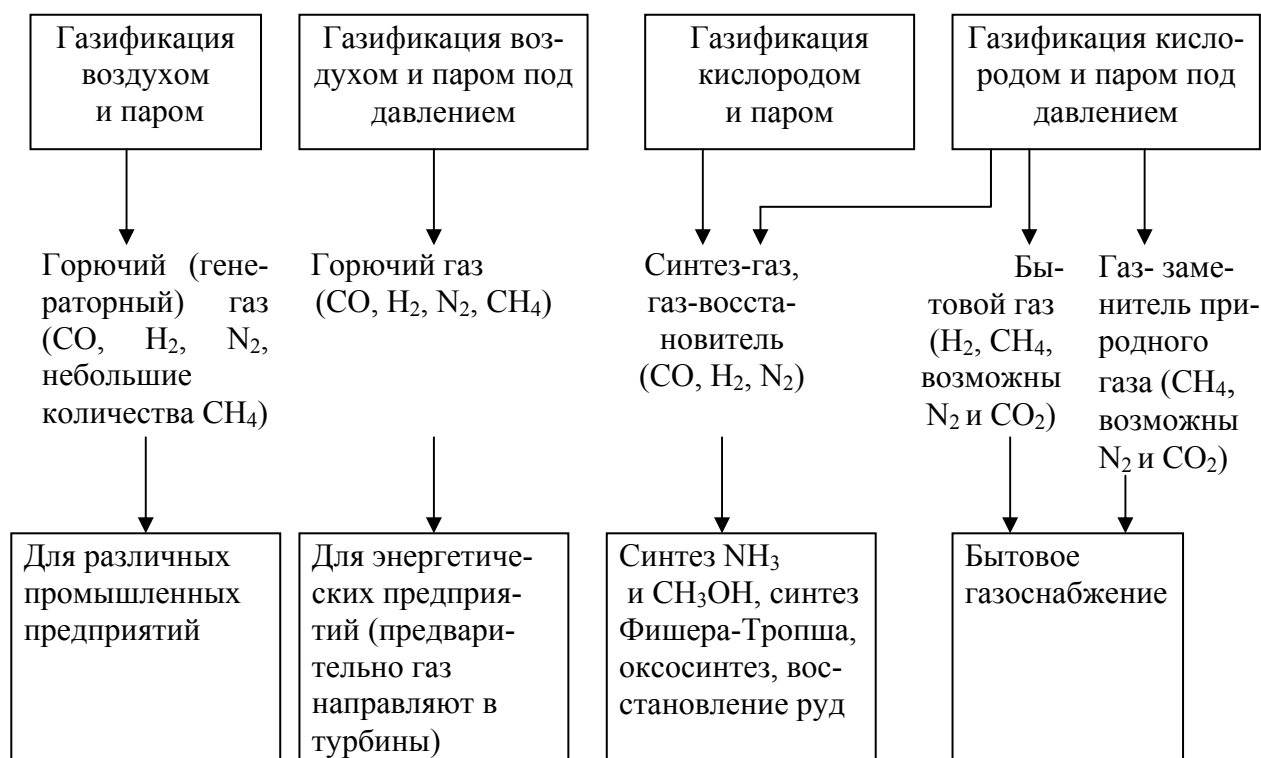 Газификация
воздухом
и паром
Газификация воз-
духом и паром под
давлением
Газификация
кислородом
и паром
Газификация кисло-
родом и паром под
давлением
Горючий (гене-
раторный) газ
(CO, H₂, N₂,
небольшие
количества CH₄)
Горючий газ
(CO, H₂, N₂, CH₄)
Синтез-газ,
газ-восста-
новитель
(CO, H₂, N₂)
Бы-
товой газ
(H₂, CH₄,
возможны
N₂ и CO₂)
Газ- заме-
нитель при-
родного
газа (CH₄,
возможны
N₂ и CO₂)
Для различных
промышленных
предприятий
Для энергетиче-
ских предприя-
тий (предвари-
тельно газ
направляют в
турбины)
Синтез NH₃
и CH₃OH, синтез
Фишера-Тропша,
оксосинтез, вос-
становление руд
Бытовое
газоснабжение